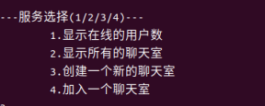 ---服务选择(1/2/3/4)---
1.显示在线的用户数
2.显示所有的聊天室
3.创建一个新的聊天室
4.加入一个聊天室